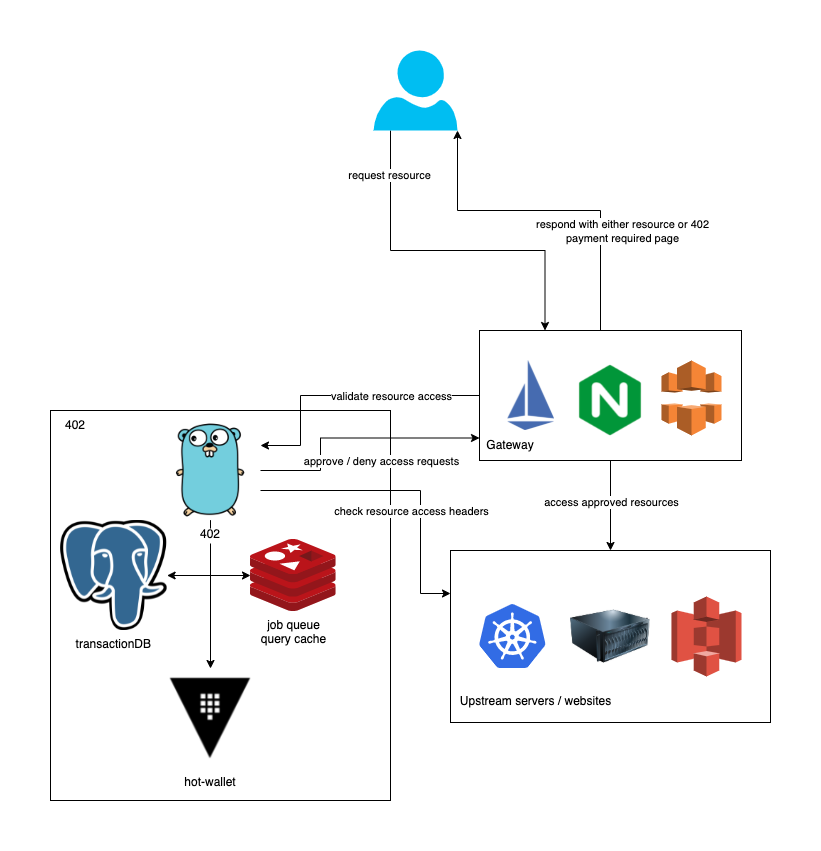 request resource
respond with either resource or 402
payment required page
validate resource access
402
Gateway
approve / deny access requests
access approved resources
check resource access headers
402
job queue
query cache
transactionDB
Upstream servers / websites
hot-wallet